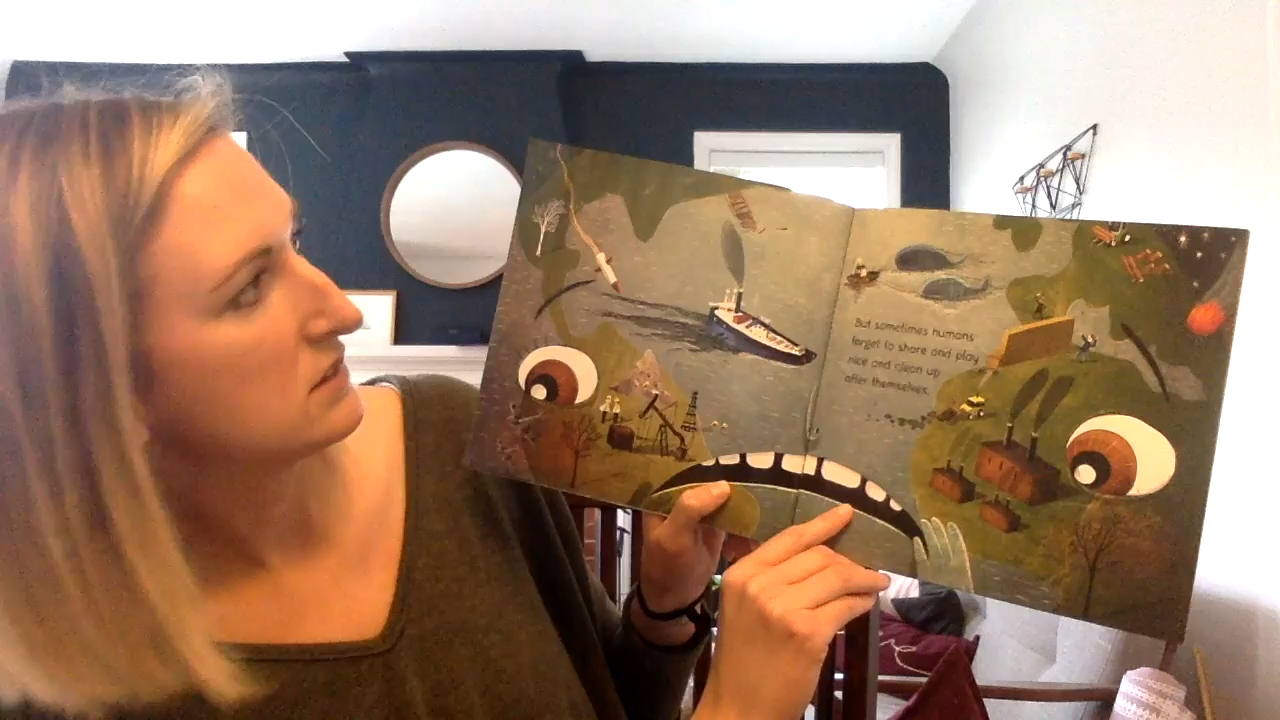 But sometimes humans
forget to share and play
nice and clean up
after themselves.